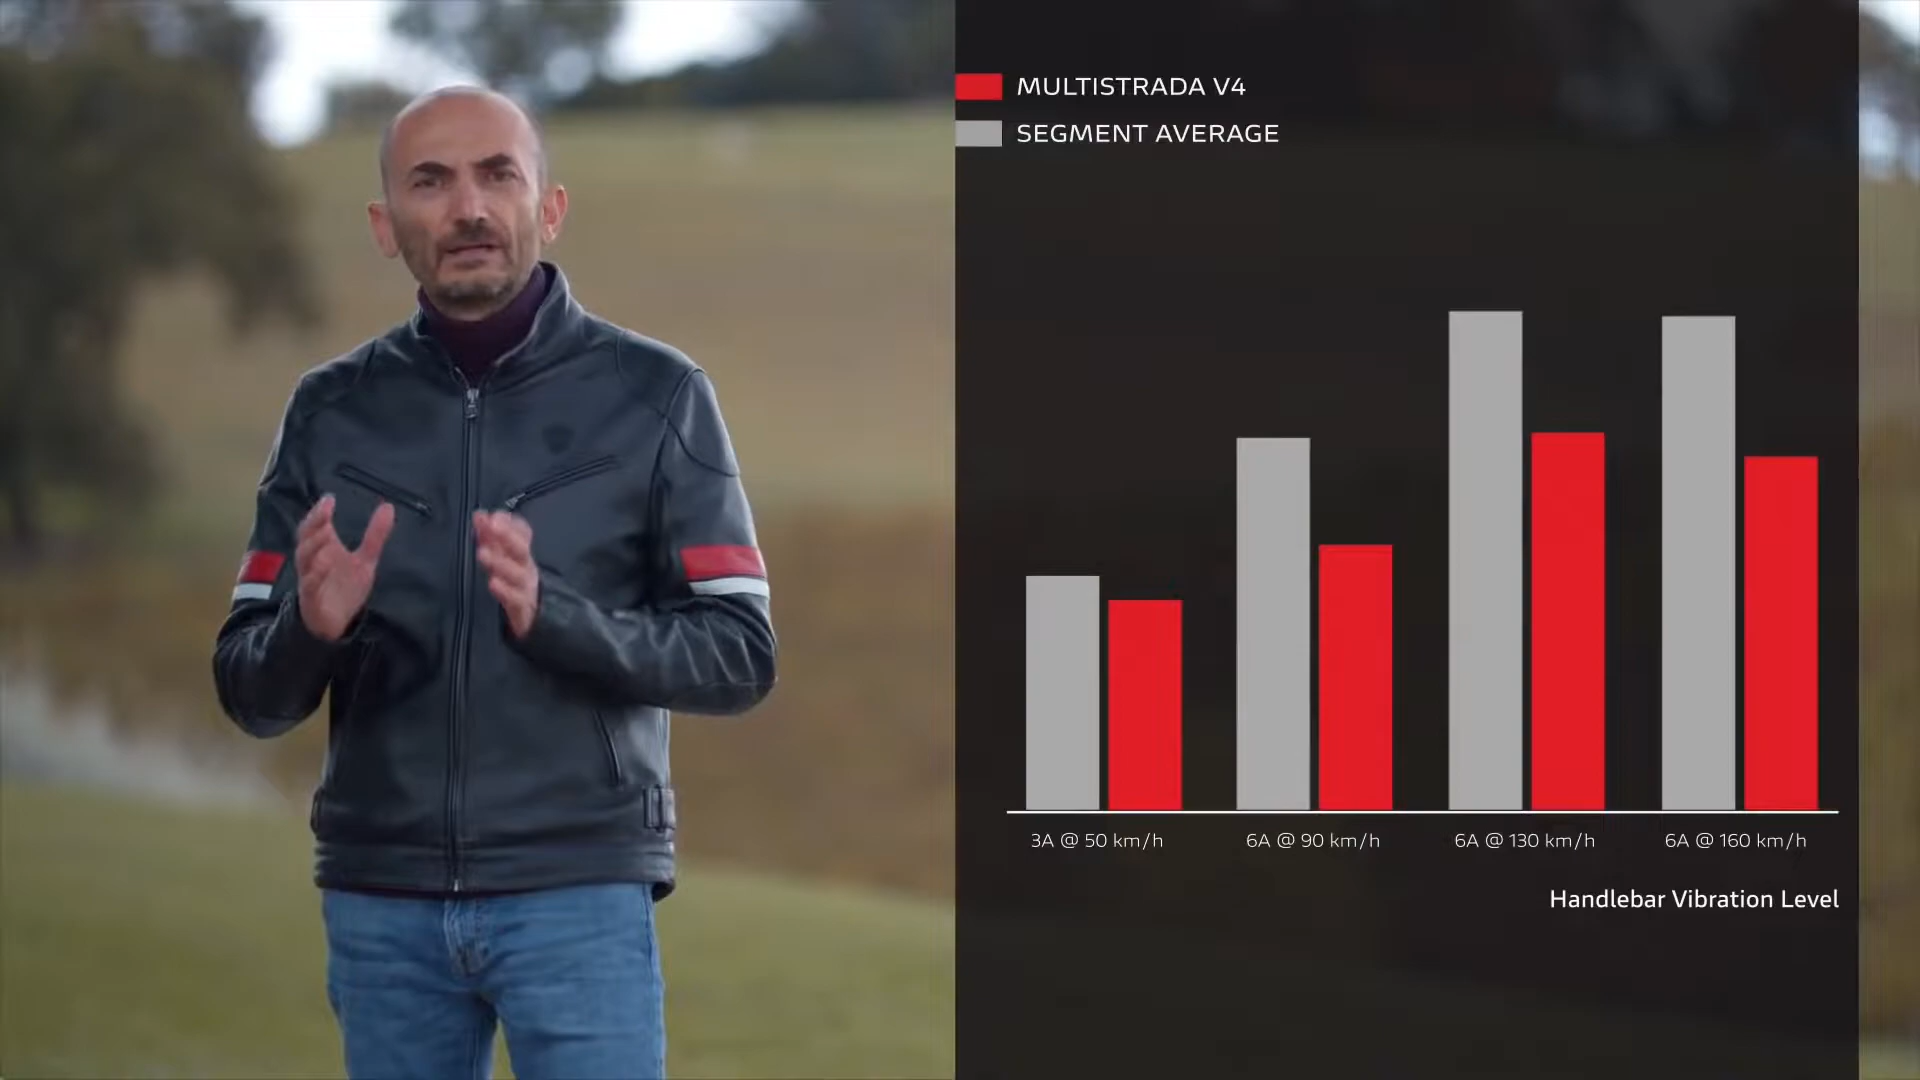 MULTISTRADA V4
SEGMENT AVERAGE
3A @ 50 km/h
6A @ 90 km/h
6A @ 130 km/h
6A @ 160 km/h
Handlebar Vibration Level